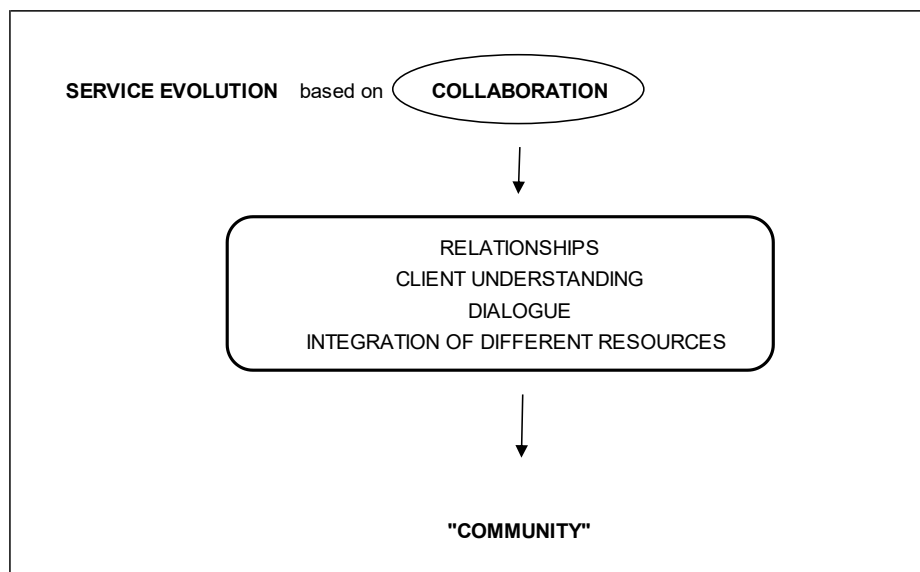 SERVICE EVOLUTION based on COLLABORATION
RELATIONSHIPS
CLIENT UNDERSTANDING
DIALOGUE
INTEGRATION OF DIFFERENT RESOURCES
"COMMUNITY"